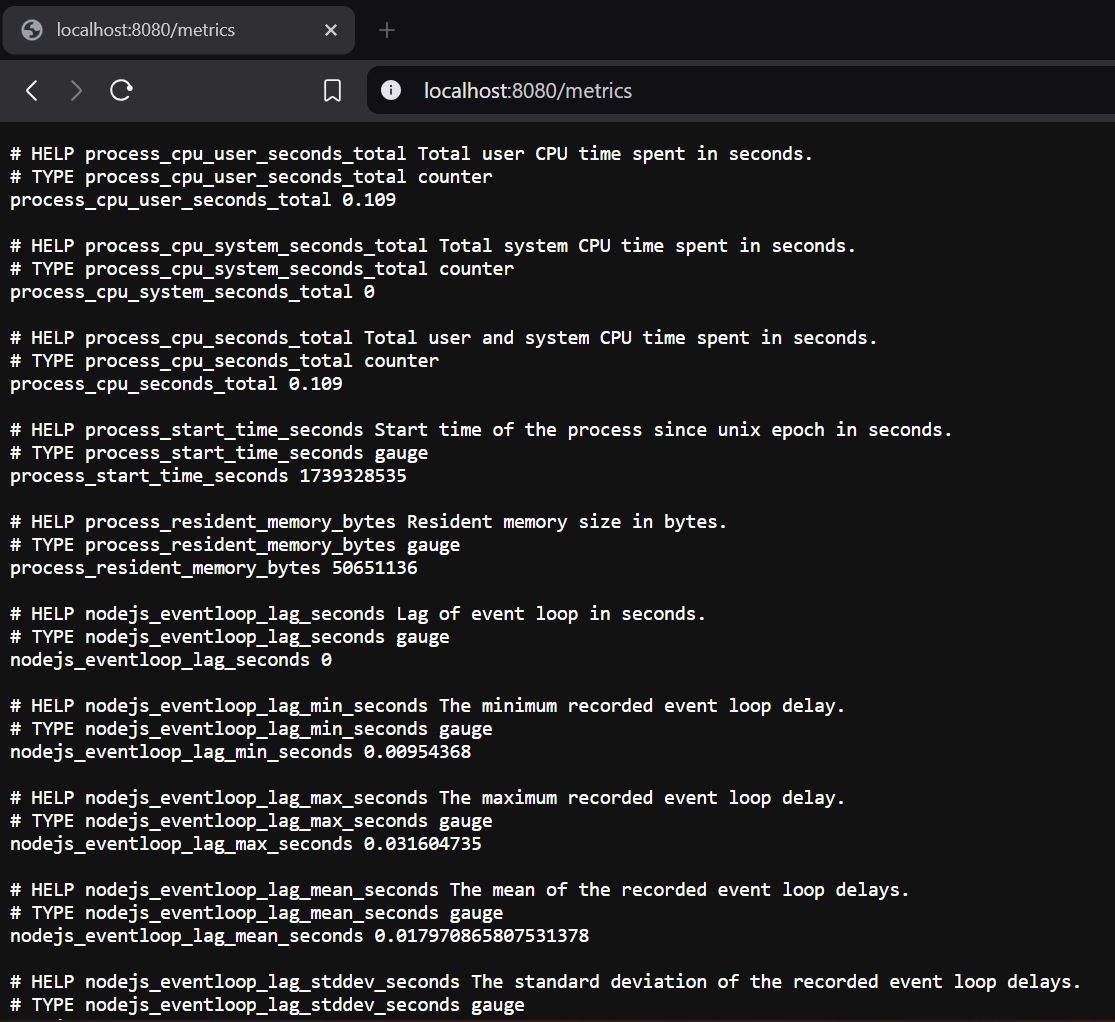 localhost:8080/metrics
localhost:8080/metrics
# HELP process_cpu_user_seconds_total Total user CPU time spent in seconds.
# TYPE process_cpu_user_seconds_total counter
process_cpu_user_seconds_total 0.109
# HELP process_cpu_system_seconds_total Total system CPU time spent in seconds.
# TYPE process_cpu_system_seconds_total counter
process_cpu_system_seconds_total 0
# HELP process_cpu_seconds_total Total user and system CPU time spent in seconds.
# TYPE process_cpu_seconds_total counter
process_cpu_seconds_total 0.109
# HELP process_start_time_seconds Start time of the process since unix epoch in seconds.
# TYPE process_start_time_seconds gauge
process_start_time_seconds 1739328535
# HELP process_resident_memory_bytes Resident memory size in bytes.
# TYPE process_resident_memory_bytes gauge
process_resident_memory_bytes 50651136
# HELP nodejs_eventloop_lag_seconds Lag of event loop in seconds.
# TYPE nodejs_eventloop_lag_seconds gauge
nodejs_eventloop_lag_seconds 0
# HELP nodejs_eventloop_lag_min_seconds The minimum recorded event loop delay.
# TYPE nodejs_eventloop_lag_min_seconds gauge
nodejs_eventloop_lag_min_seconds 0.00954368
# HELP nodejs_eventloop_lag_max_seconds The maximum recorded event loop delay.
# TYPE nodejs_eventloop_lag_max_seconds gauge
nodejs_eventloop_lag_max_seconds 0.031604735
# HELP nodejs_eventloop_lag_mean_seconds The mean of the recorded event loop delays.
# TYPE nodejs_eventloop_lag_mean_seconds gauge
nodejs_eventloop_lag_mean_seconds 0.017970865807531378
# HELP nodejs_eventloop_lag_stddev_seconds The standard deviation of the recorded event loop delays.
# TYPE nodejs_eventloop_lag_stddev_seconds gauge